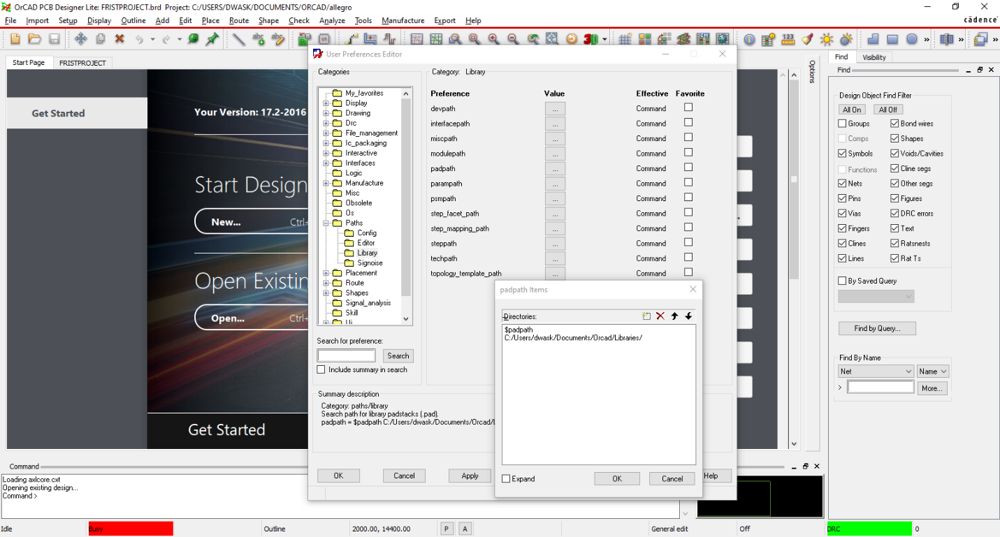 OrCAD PCB Designer Lite: FRISTPROJECT.brd Project: C:/USERS/DWASK/DOCUMENTS/ORCAD/allegro
File Import Setup Display Outline Add Edit Place Route Shape Check Analyze Tools Manufacture Export Help
cādence
Start Page FRISTPROJECT
Get Started
Your Version: 17.2-2016
Start Design
New... Ctrl+
Open Existin
Open... Ctrl+
Get Started
User Preferences Editor
Categories
My_favorites
Display
Drawing
Drc
File_management
Ic_packaging
Interactive
Interfaces
Logic
Manufacture
Misc
Obsolete
Os
Paths
Config
Editor
Library
Signoise
Placement
Route
Shapes
Signal_analysis
Skill
Ui
Search for preference:
Search
Include summary in search
Category: Library
Preference Value Effective Favorite
devpath ... Command
interfacepath ... Command
miscpath ... Command
modulepath ... Command
padpath ... Command
parampath ... Command
psmpath ... Command
step_facet_path ... Command
step_mapping_path ... Command
steppath ... Command
techpath ... Command
topology_template_path ... Command
Summary description
Category: paths/library
Search path for library padstacks (.pad).
padpath = $padpath C:/Users/dwask/Documents/Orcad/L
OK Cancel Apply Help
padpath Items
Directories:
$padpath
C:/Users/dwask/Documents/Orcad/Libraries/
Expand OK Cancel
Options
Find Visibility
Find
Design Object Find Filter
All On All Off
Groups Bond wires
Comps Shapes
Symbols Voids/Cavities
Functions Cline segs
Nets Other segs
Pins Figures
Vias DRC errors
Fingers Text
Clines Ratsnests
Lines Rat Ts
By Saved Query
Find by Query...
Find By Name
Net Name
> More...
Command
Loading axlcore.cxt
Opening existing design...
Command >
Idle Busy Outline 2000.00, 14400.00 P A General edit Off DRC 0